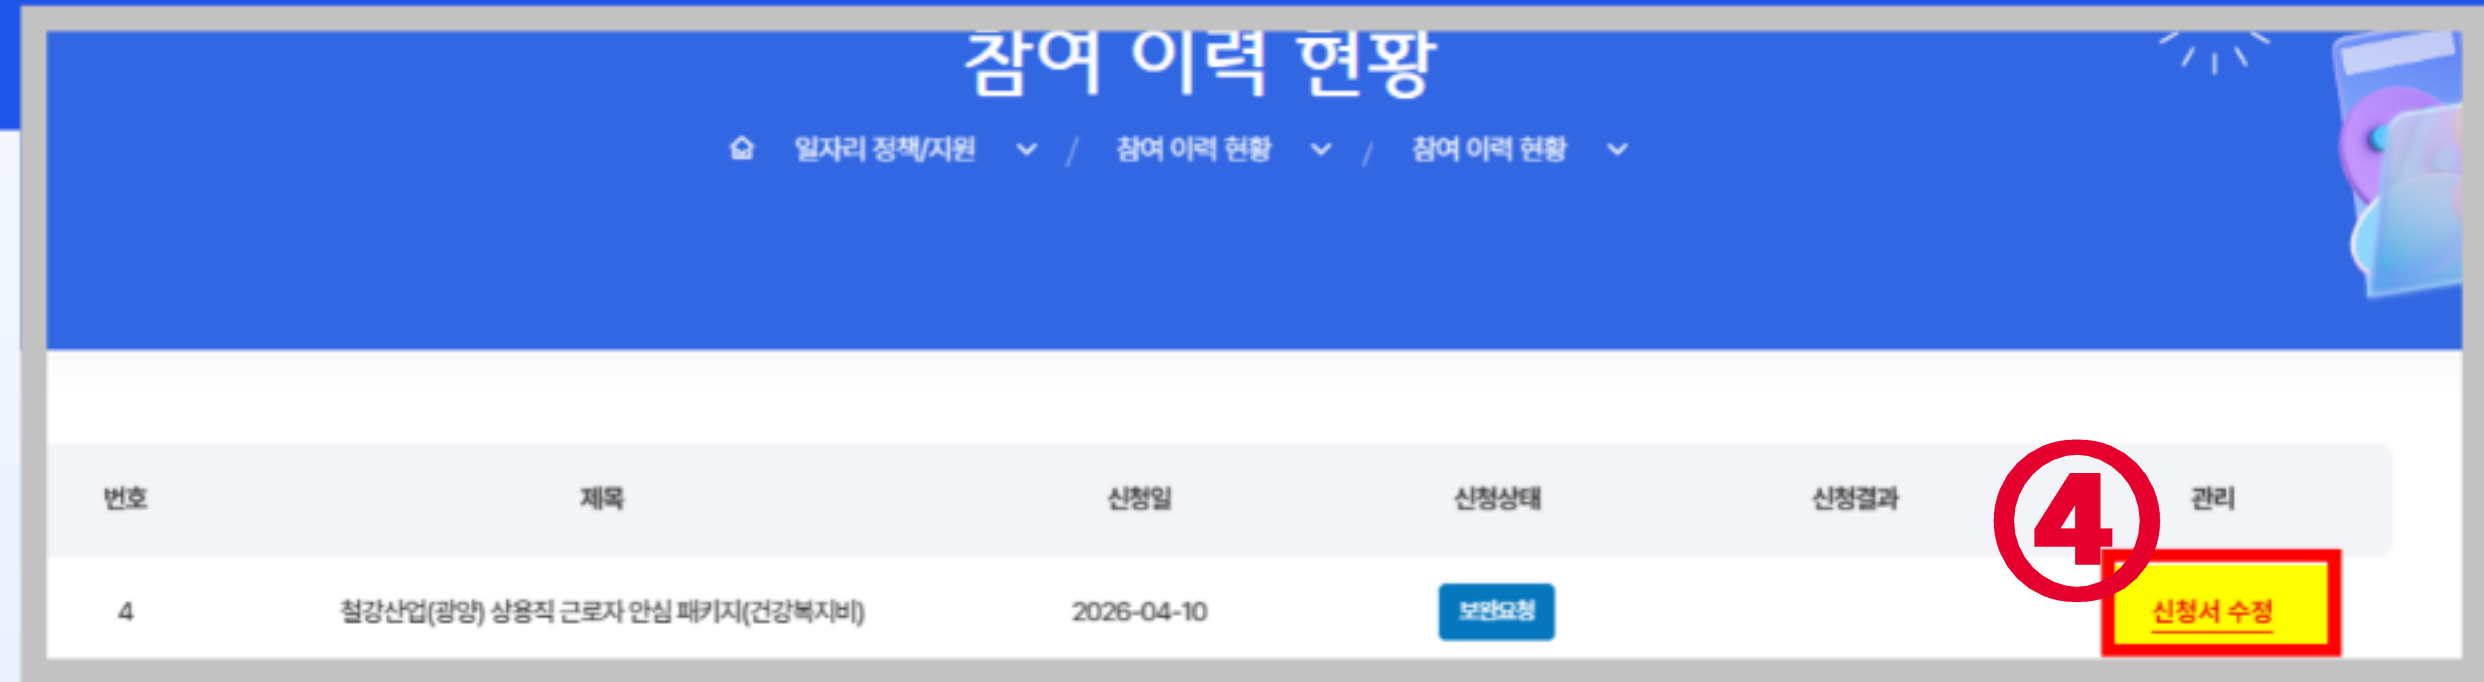 참여 이력 현황
일자리 정책/지원 / 참여 이력 현황 / 참여 이력 현황
번호 제목 신청일 신청상태 신청결과 관리
④
4 철강산업(광양) 상용직 근로자 안심 패키지(건강복지비) 2026-04-10 보완요청 신청서 수정